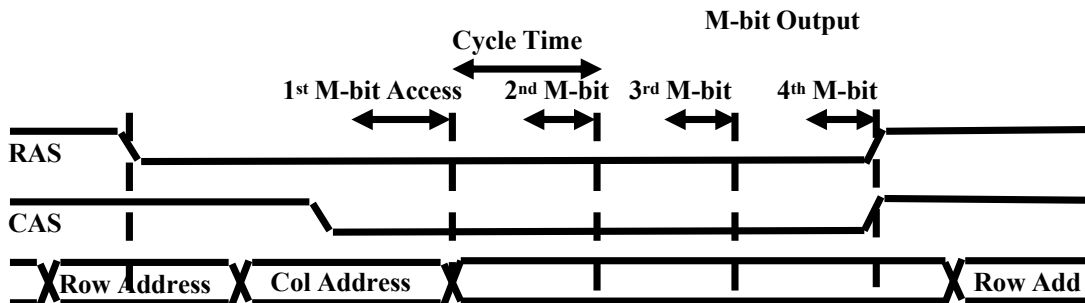 M-bit Output
Cycle Time
1st M-bit Access 2nd M-bit 3rd M-bit 4th M-bit
RAS
CAS
Row Address Col Address Row Add